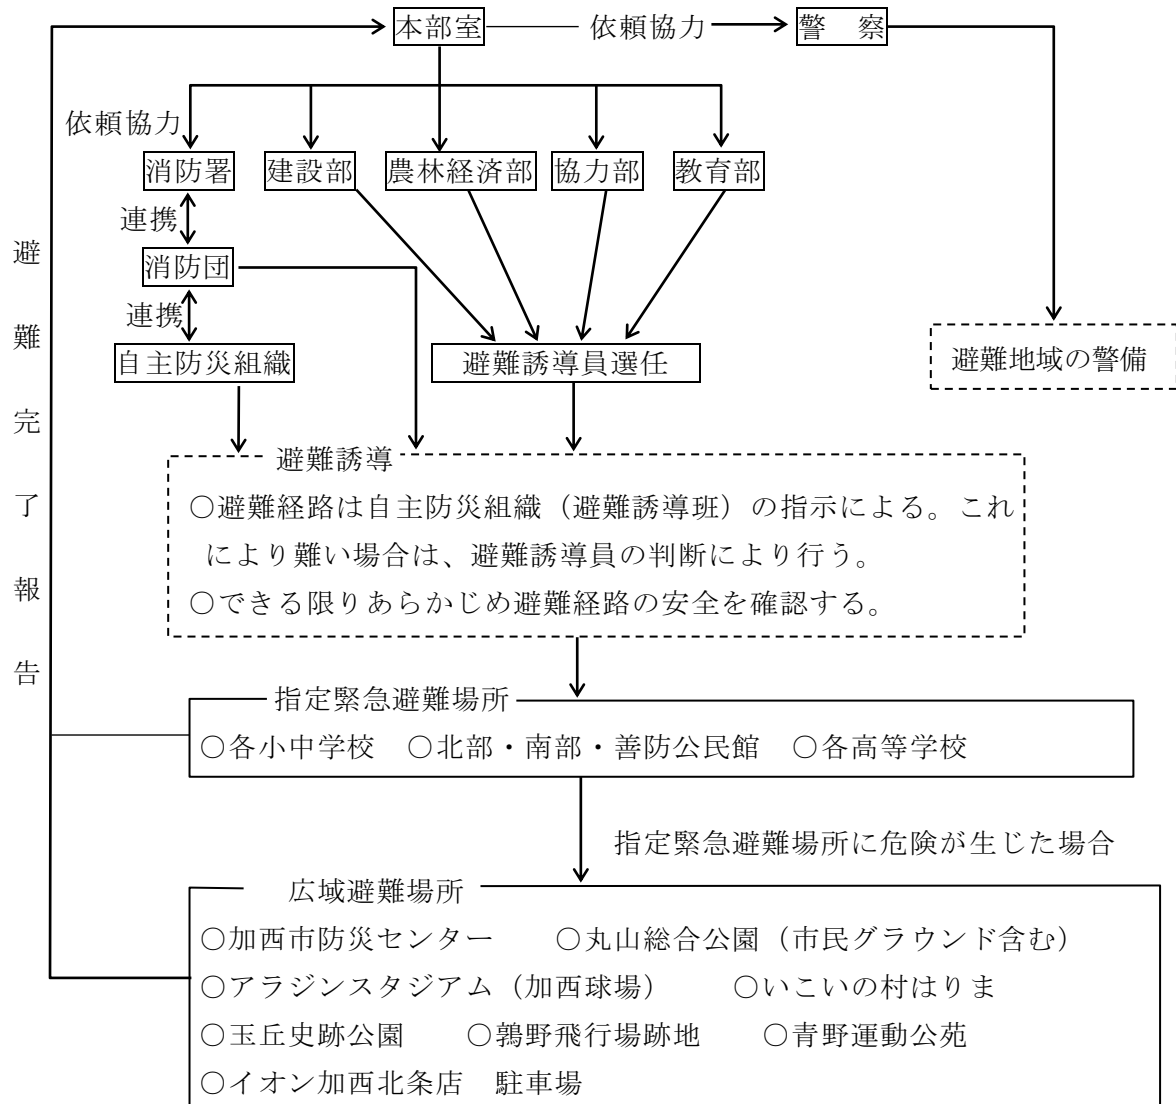 本部室 依頼協力 警 察
依頼協力
消防署 建設部 農林経済部 協力部 教育部
連携
消防団
連携
自主防災組織 避難誘導員選任 避難地域の警備
避難完了報告
避難誘導
○避難経路は自主防災組織（避難誘導班）の指示による。これ
により難い場合は、避難誘導員の判断により行う。
○できる限りあらかじめ避難経路の安全を確認する。
指定緊急避難場所
○各小中学校 ○北部・南部・善防公民館 ○各高等学校
指定緊急避難場所に危険が生じた場合
広域避難場所
○加西市防災センター ○丸山総合公園（市民グラウンド含む）
○アラジンスタジアム（加西球場） ○いこいの村はりま
○玉丘史跡公園 ○鶉野飛行場跡地 ○青野運動公苑
○イオン加西北条店 駐車場